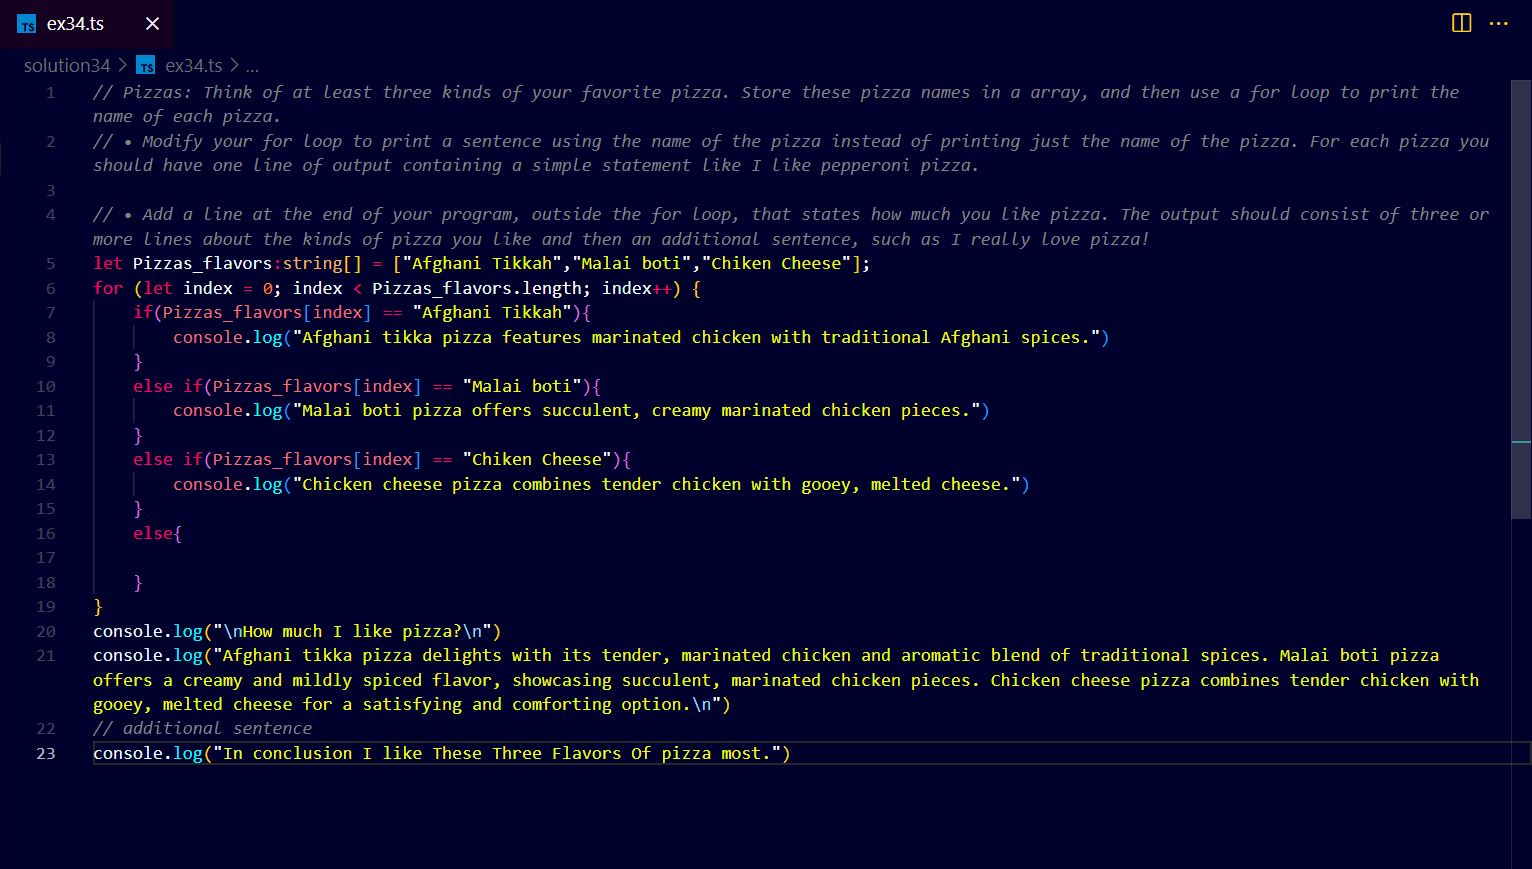 TS ex34.ts
solution34 > TS ex34.ts > ...
1 // Pizzas: Think of at least three kinds of your favorite pizza. Store these pizza names in a array, and then use a for loop to print the
name of each pizza.
2 // • Modify your for loop to print a sentence using the name of the pizza instead of printing just the name of the pizza. For each pizza you
should have one line of output containing a simple statement like I like pepperoni pizza.
3
4 // • Add a line at the end of your program, outside the for loop, that states how much you like pizza. The output should consist of three or
more lines about the kinds of pizza you like and then an additional sentence, such as I really love pizza!
5 let Pizzas_flavors:string[] = ["Afghani Tikkah","Malai boti","Chiken Cheese"];
6 for (let index = 0; index < Pizzas_flavors.length; index++) {
7     if(Pizzas_flavors[index] == "Afghani Tikkah"){
8         console.log("Afghani tikka pizza features marinated chicken with traditional Afghani spices.")
9     }
10     else if(Pizzas_flavors[index] == "Malai boti"){
11         console.log("Malai boti pizza offers succulent, creamy marinated chicken pieces.")
12     }
13     else if(Pizzas_flavors[index] == "Chiken Cheese"){
14         console.log("Chicken cheese pizza combines tender chicken with gooey, melted cheese.")
15     }
16     else{
17
18     }
19 }
20 console.log("\nHow much I like pizza?\n")
21 console.log("Afghani tikka pizza delights with its tender, marinated chicken and aromatic blend of traditional spices. Malai boti pizza
offers a creamy and mildly spiced flavor, showcasing succulent, marinated chicken pieces. Chicken cheese pizza combines tender chicken with
gooey, melted cheese for a satisfying and comforting option.\n")
22 // additional sentence
23 console.log("In conclusion I like These Three Flavors Of pizza most.")